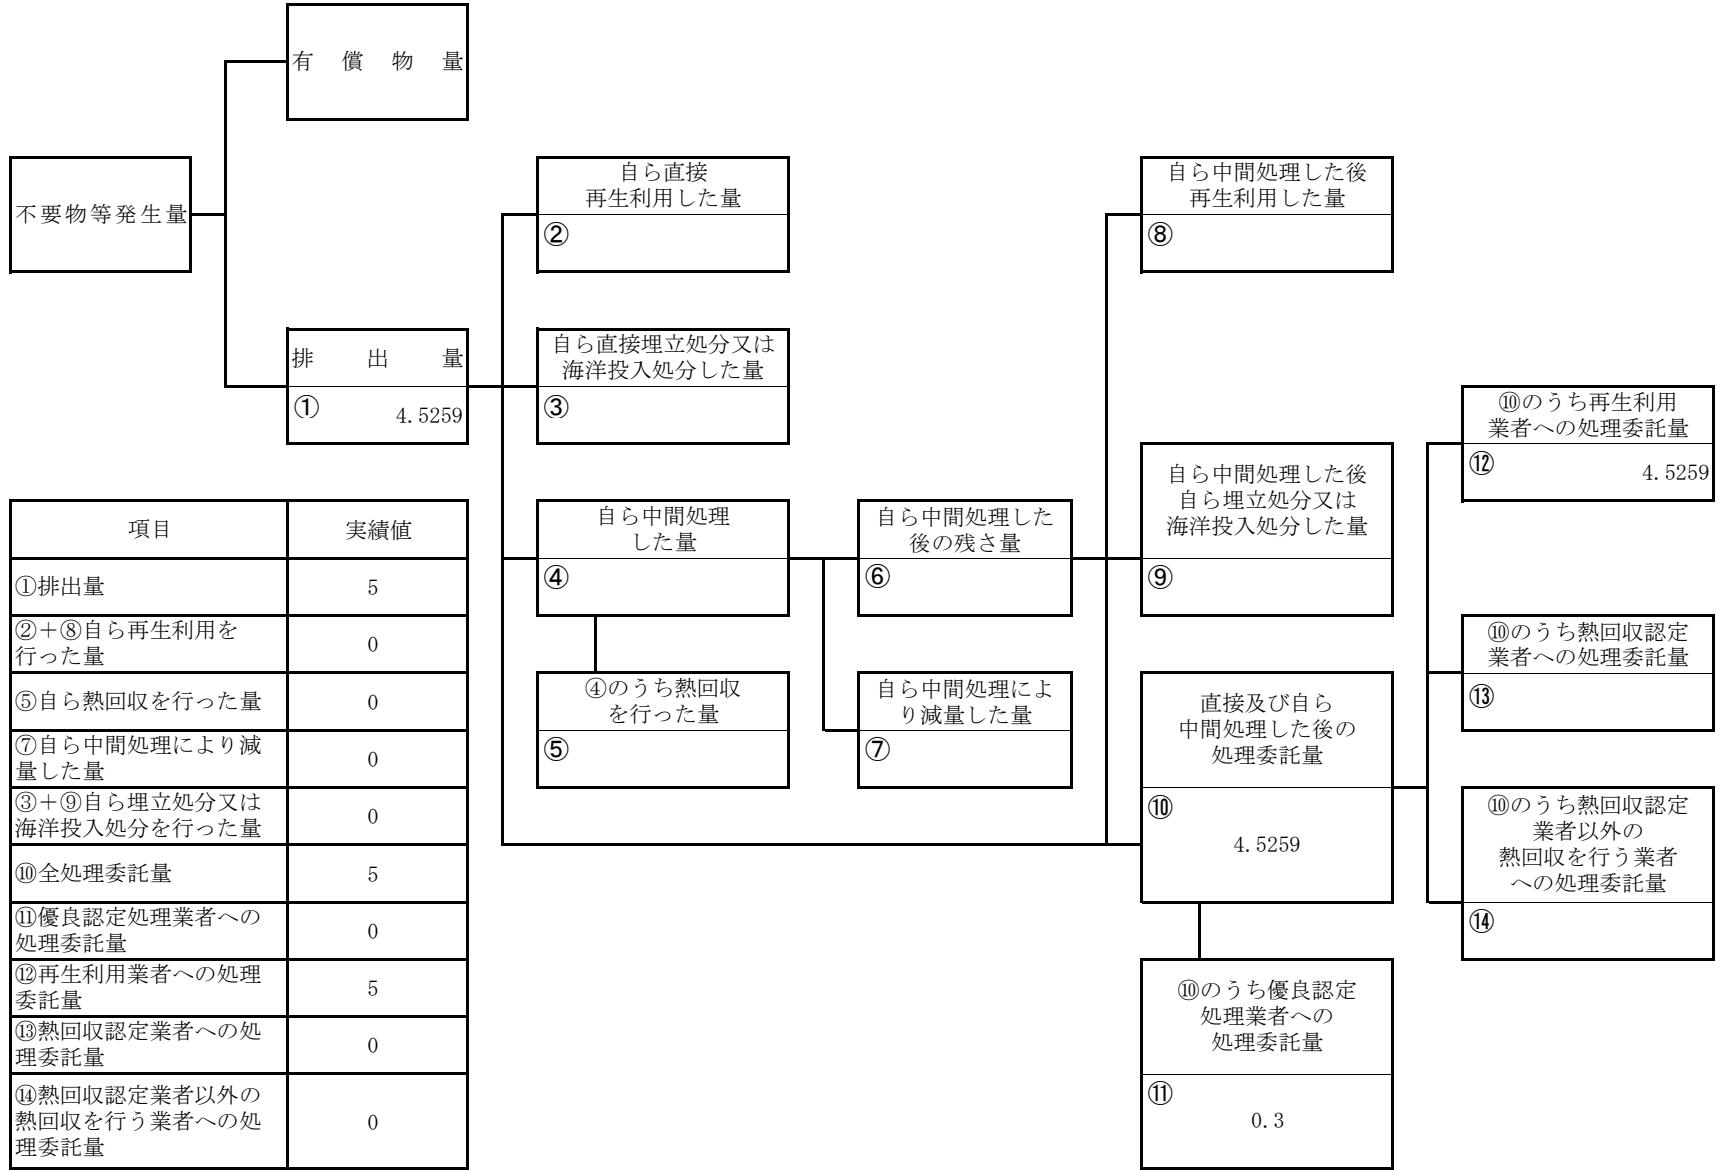 有償物量
不要物等発生量
排出量
① 4.5259
自ら直接
再生利用した量
②
自ら直接埋立処分又は
海洋投入処分した量
③
自ら中間処理
した量
④
④のうち熱回収
を行った量
⑤
自ら中間処理した
後の残さ量
⑥
自ら中間処理によ
り減量した量
⑦
自ら中間処理した後
再生利用した量
⑧
自ら中間処理した後
自ら埋立処分又は
海洋投入処分した量
⑨
直接及び自ら
中間処理した後の
処理委託量
⑩
4.5259
⑩のうち優良認定
処理業者への
処理委託量
⑪
0.3
⑩のうち再生利用
業者への処理委託量
⑫ 4.5259
⑩のうち熱回収認定
業者への処理委託量
⑬
⑩のうち熱回収認定
業者以外の
熱回収を行う業者
への処理委託量
⑭
項目 実績値
①排出量 5
②＋⑧自ら再生利用を
行った量 0
⑤自ら熱回収を行った量 0
⑦自ら中間処理により減
量した量 0
③＋⑨自ら埋立処分又は
海洋投入処分を行った量 0
⑩全処理委託量 5
⑪優良認定処理業者への
処理委託量 0
⑫再生利用業者への処理
委託量 5
⑬熱回収認定業者への処
理委託量 0
⑭熱回収認定業者以外の
熱回収を行う業者への処
理委託量 0